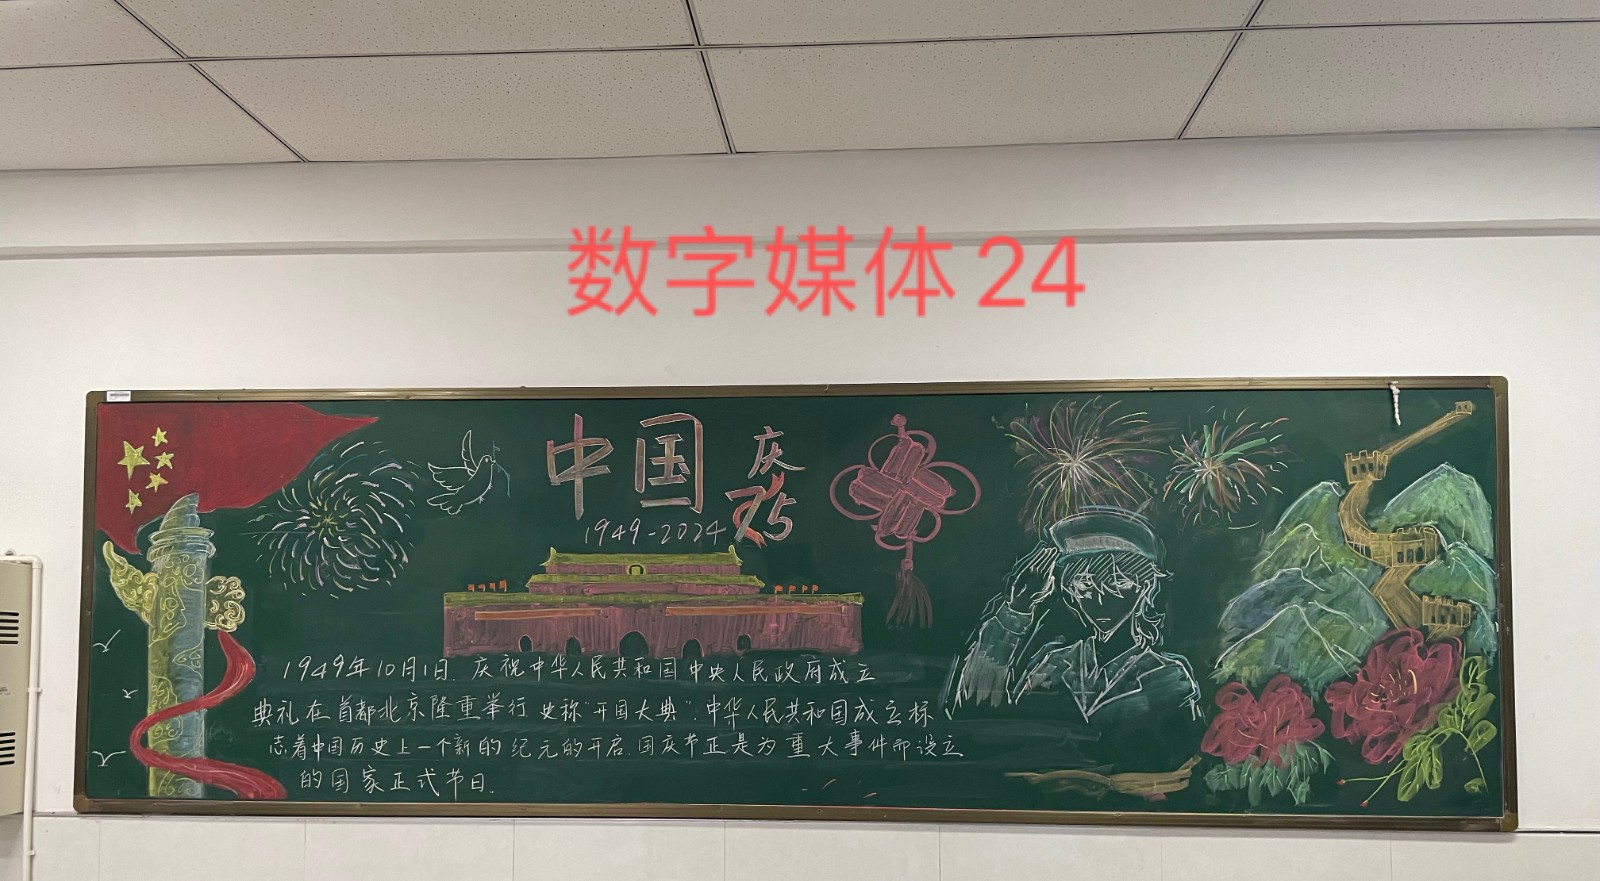 数字媒体24
中国 庆
75
1949-2024
1949年10月1日.庆祝中华人民共和国中央人民政府成立
典礼在首都北京隆重举行 史称"开国大典".中华人民共和国成立标
志着中国历史上一个新的纪元的开启.国庆节正是为重大事件而设立
的国家正式节日.